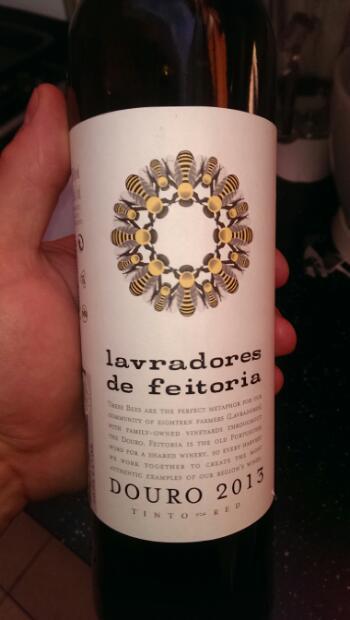 lavradores
de feitoria
These Bees are the perfect metaphor for our
community of eighteen farmers (Lavradores)
with family-owned vineyards throughout
the Douro. Feitoria is the old Portuguese
word for a shared winery, so every harvest
we work together to create the most
authentic examples of our region's wines.
DOURO 2013
TINTO RED